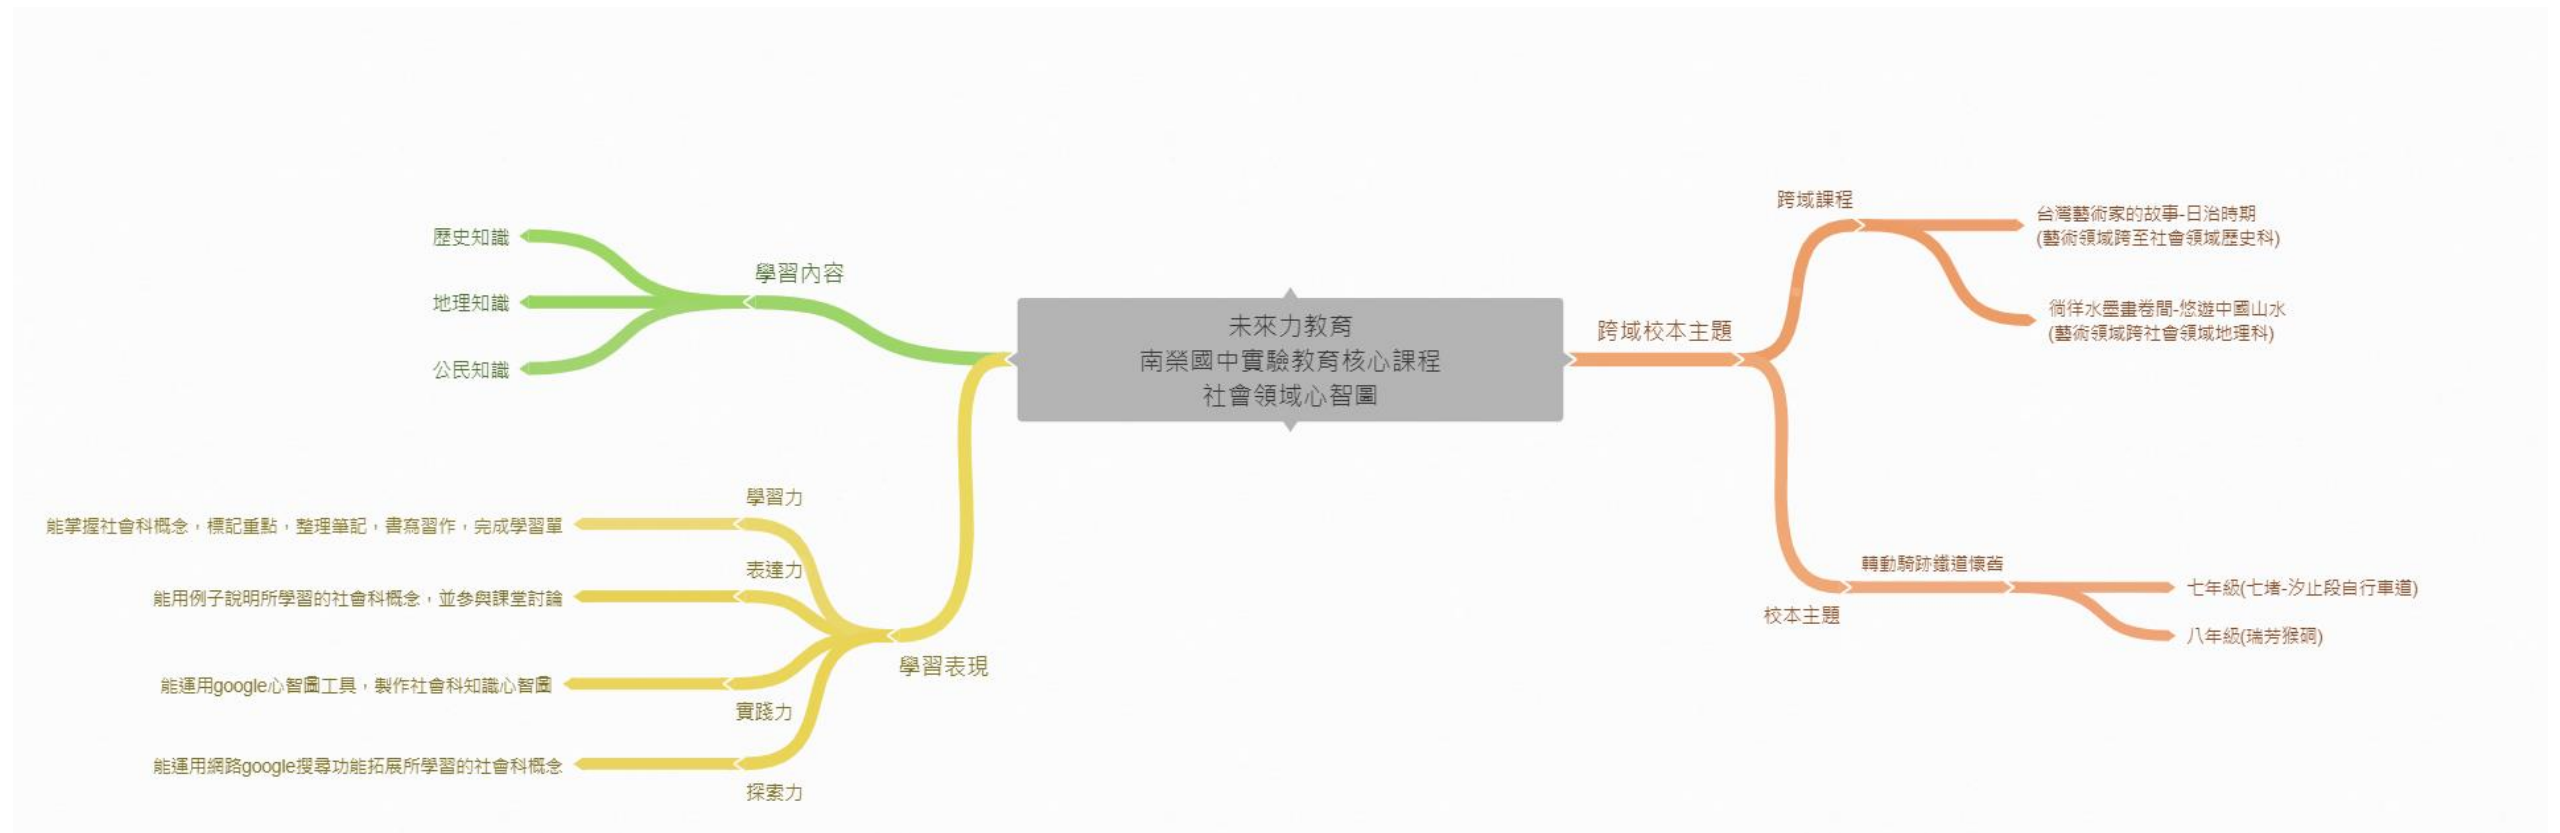 未來力教育
南榮國中實驗教育核心課程
社會領域心智圖
學習內容
歷史知識
地理知識
公民知識
學習表現
學習力
能掌握社會科概念，標記重點，整理筆記，書寫習作，完成學習單
表達力
能用例子說明所學習的社會科概念，並參與課堂討論
能運用google心智圖工具，製作社會科知識心智圖
實踐力
能運用網路google搜尋功能拓展所學習的社會科概念
探索力
跨域校本主題
跨域課程
台灣藝術家的故事-日治時期
(藝術領域跨至社會領域歷史科)
徜徉水墨畫卷間-悠遊中國山水
(藝術領域跨社會領域地理科)
校本主題
轉動騎跡鐵道懷舊
七年級(七堵-汐止段自行車道)
八年級(瑞芳猴硐)